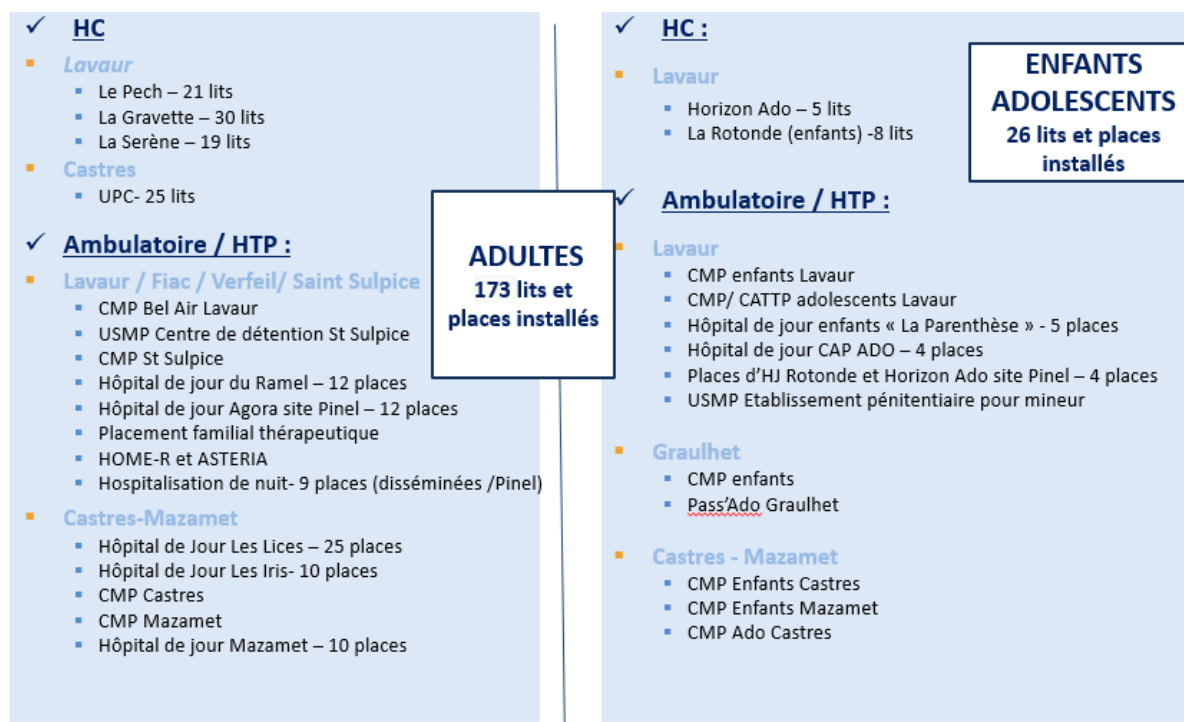 HC
Lavaur
Le Pech – 21 lits
La Gravette – 30 lits
La Serène – 19 lits
Castres
UPC- 25 lits
Ambulatoire / HTP :
Lavaur / Fiac / Verfeil/ Saint Sulpice
CMP Bel Air Lavaur
USMP Centre de détention St Sulpice
CMP St Sulpice
Hôpital de jour du Ramel – 12 places
Hôpital de jour Agora site Pinel – 12 places
Placement familial thérapeutique
HOME-R et ASTERIA
Hospitalisation de nuit- 9 places (disséminées /Pinel)
Castres-Mazamet
Hôpital de Jour Les Lices – 25 places
Hôpital de Jour Les Iris- 10 places
CMP Castres
CMP Mazamet
Hôpital de jour Mazamet – 10 places
ADULTES
173 lits et
places installés
HC :
Lavaur
Horizon Ado – 5 lits
La Rotonde (enfants) -8 lits
ENFANTS
ADOLESCENTS
26 lits et places
installés
Ambulatoire / HTP :
Lavaur
CMP enfants Lavaur
CMP/ CATTP adolescents Lavaur
Hôpital de jour enfants « La Parenthèse » - 5 places
Hôpital de jour CAP ADO – 4 places
Places d’HJ Rotonde et Horizon Ado site Pinel – 4 places
USMP Etablissement pénitentiaire pour mineur
Graulhet
CMP enfants
Pass’Ado Graulhet
Castres - Mazamet
CMP Enfants Castres
CMP Enfants Mazamet
CMP Ado Castres